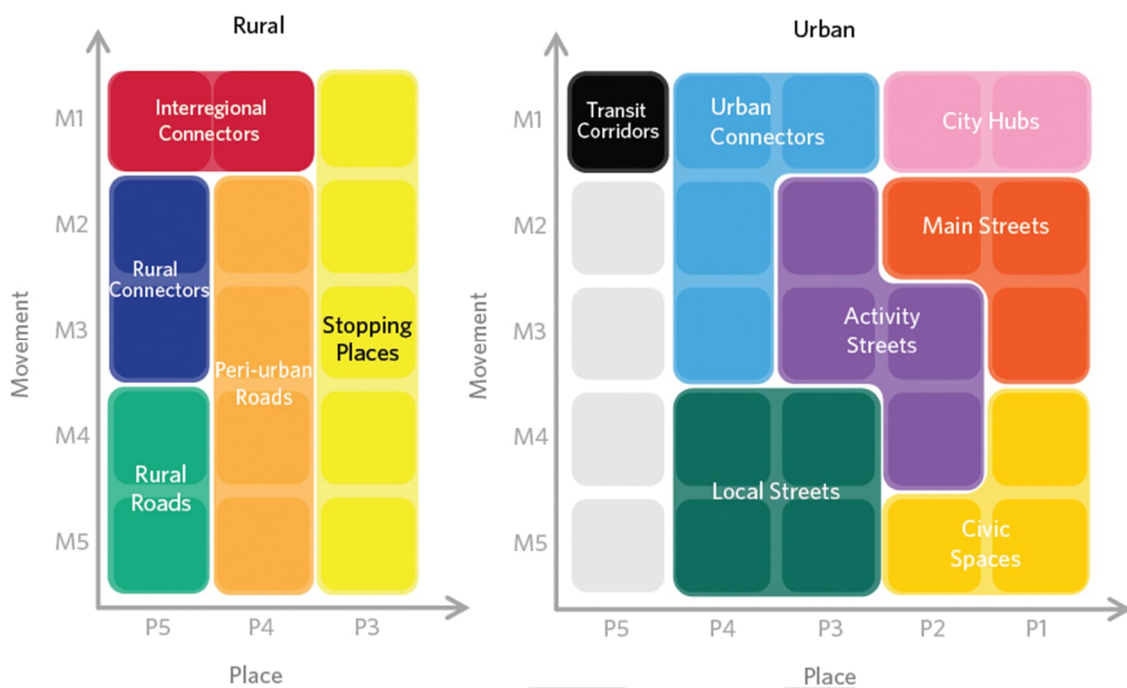 Rural
Interregional
Connectors
M1
M2
Rural
Connectors
M3
Stopping
Places
Peri-urban
Roads
M4
Rural
Roads
M5
Movement
P5 P4 P3
Place
Urban
M1
Transit
Corridors
Urban
Connectors
City Hubs
M2
Main Streets
M3
Activity
Streets
M4
Local Streets
M5
Civic
Spaces
Movement
P5 P4 P3 P2 P1
Place